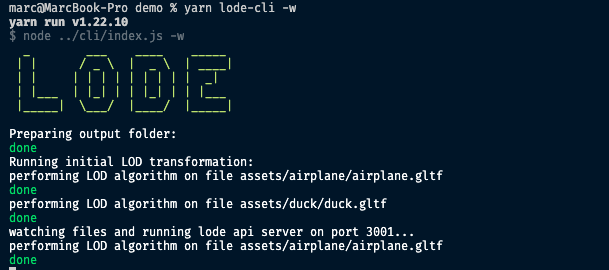 marc@MarcBook-Pro demo % yarn lode-cli -w
yarn run v1.22.10
$ node ../cli/index.js -w
LODE
Preparing output folder:
done
Running initial LOD transformation:
performing LOD algorithm on file assets/airplane/airplane.gltf
done
performing LOD algorithm on file assets/duck/duck.gltf
done
watching files and running lode api server on port 3001...
performing LOD algorithm on file assets/airplane/airplane.gltf
done